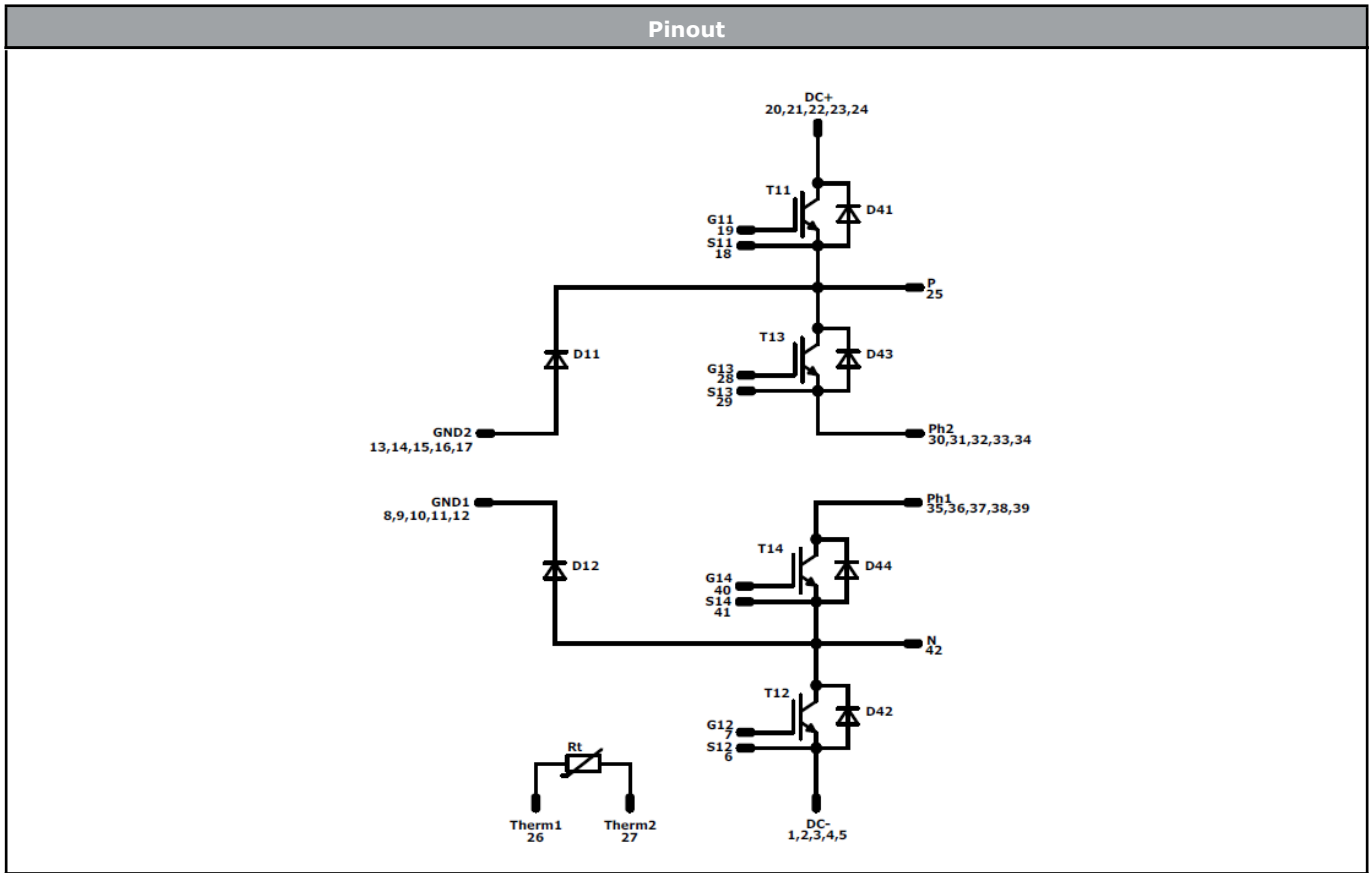 Pinout
DC+
20,21,22,23,24
T11
D41
G11
19
S11
18
P
25
T13
D43
D11
G13
28
S13
29
GND2
13,14,15,16,17
Ph2
30,31,32,33,34
GND1
8,9,10,11,12
Ph1
35,36,37,38,39
T14
D44
D12
G14
40
S14
41
N
42
T12
D42
G12
7
S12
6
Rt
Therm1
26
Therm2
27
DC-
1,2,3,4,5